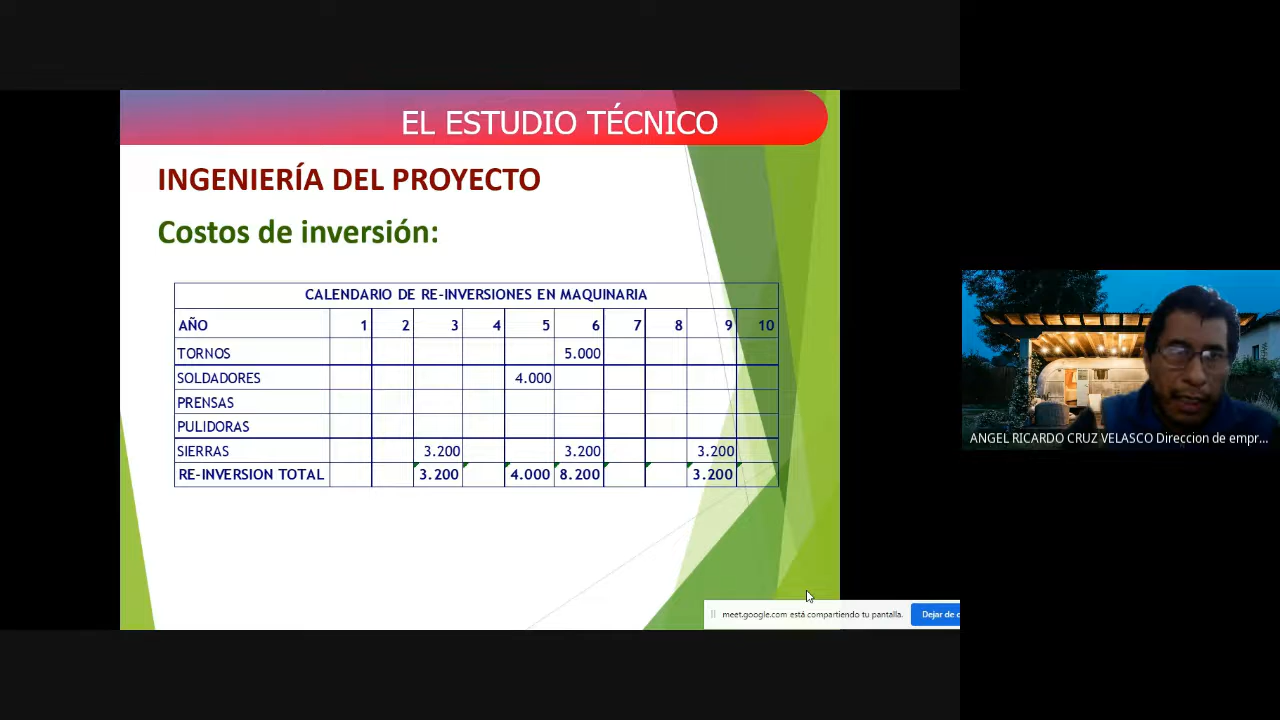 EL ESTUDIO TÉCNICO
INGENIERÍA DEL PROYECTO
Costos de inversión:
CALENDARIO DE RE-INVERSIONES EN MAQUINARIA
AÑO 1 2 3 4 5 6 7 8 9 10
TORNOS 5.000
SOLDADORES 4.000
PRENSAS
PULIDORAS
SIERRAS 3.200 3.200 3.200
RE-INVERSION TOTAL 3.200 4.000 8.200 3.200
ANGEL RICARDO CRUZ VELASCO Direccion de empr...
meet.google.com está compartiendo tu pantalla. Dejar de